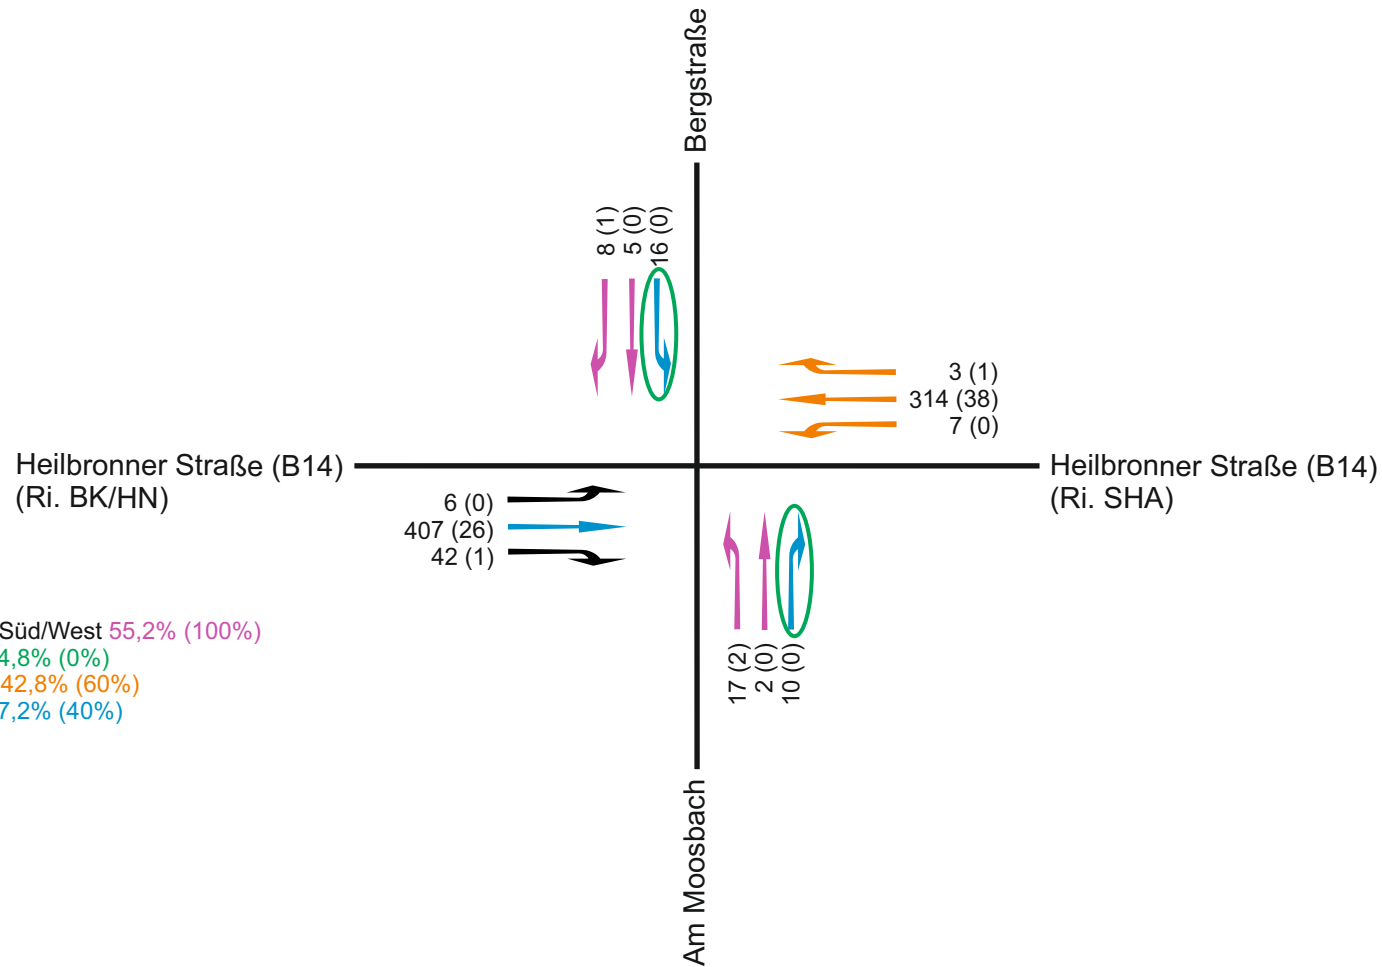 Bergstraße
8 (1)
5 (0)
16 (0)
3 (1)
314 (38)
7 (0)
Heilbronner Straße (B14)
(Ri. BK/HN)
Heilbronner Straße (B14)
(Ri. SHA)
6 (0)
407 (26)
42 (1)
Süd/West 55,2% (100%)
4,8% (0%)
42,8% (60%)
7,2% (40%)
17 (2)
2 (0)
10 (0)
Am Moosbach